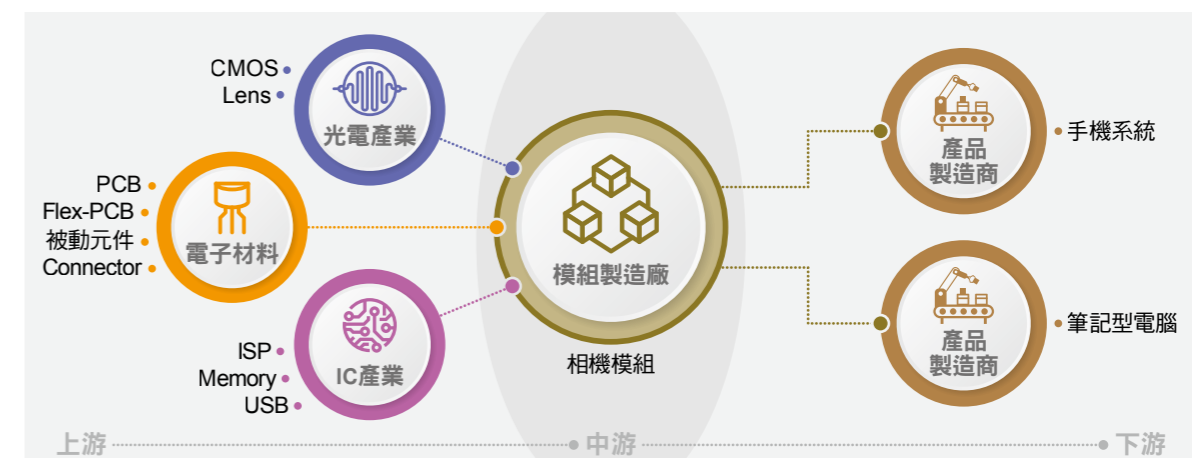 CMOS
Lens
光電產業
PCB
Flex-PCB
被動元件
Connector
電子材料
ISP
Memory
USB
IC產業
模組製造廠
相機模組
產品
製造商
手機系統
產品
製造商
筆記型電腦
上游
中游
下游